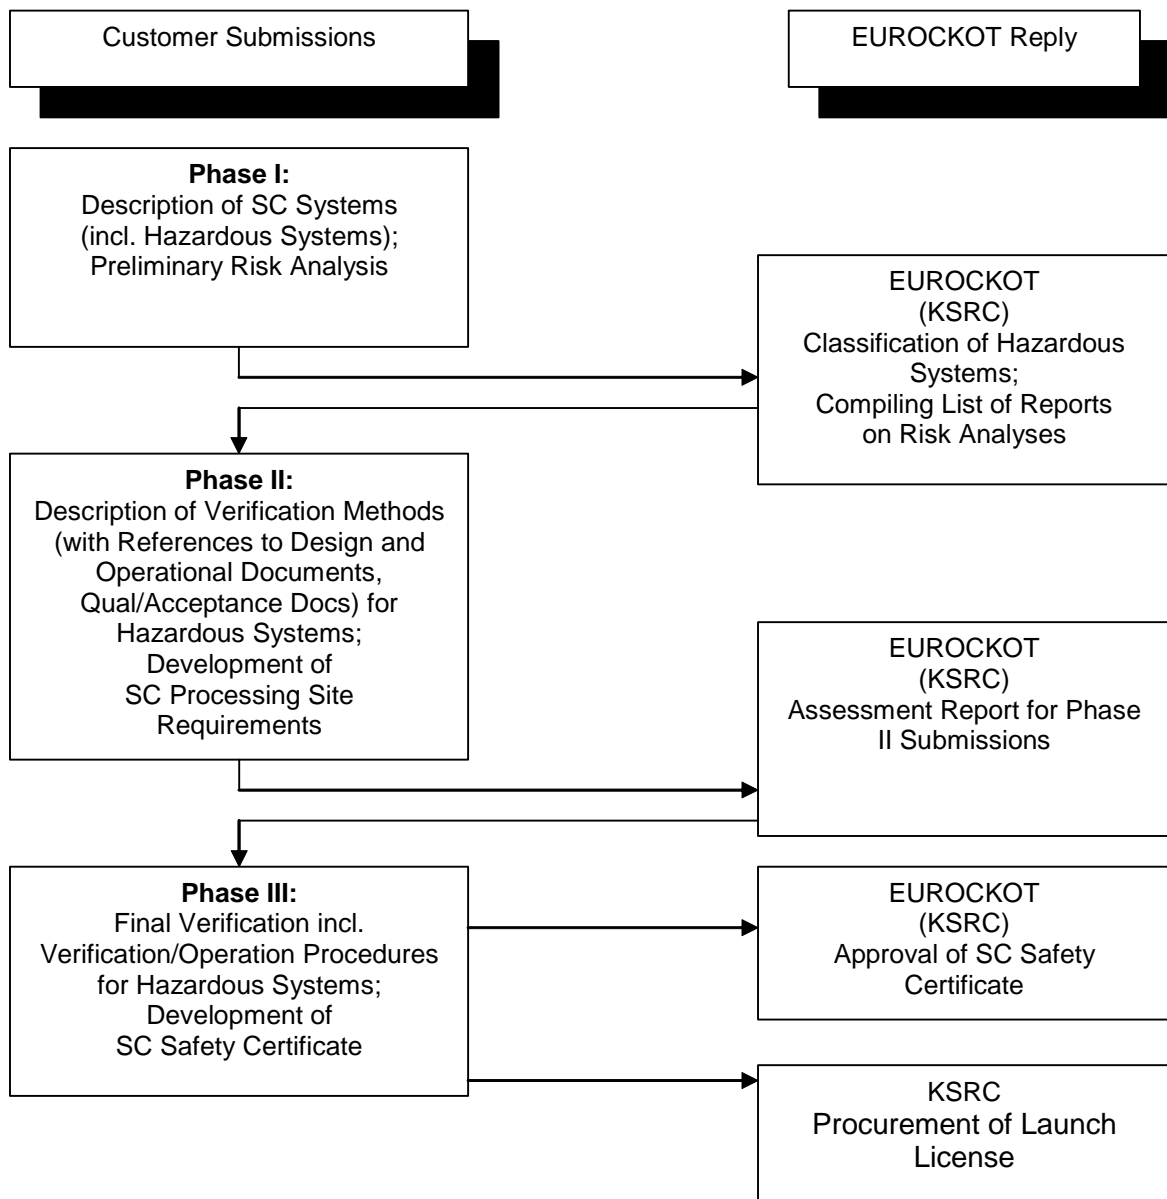 Customer Submissions
EUROCKOT Reply
Phase I:
Description of SC Systems
(incl. Hazardous Systems);
Preliminary Risk Analysis
EUROCKOT
(KSRC)
Classification of Hazardous
Systems;
Compiling List of Reports
on Risk Analyses
Phase II:
Description of Verification Methods
(with References to Design and
Operational Documents,
Qual/Acceptance Docs) for
Hazardous Systems;
Development of
SC Processing Site
Requirements
EUROCKOT
(KSRC)
Assessment Report for Phase
II Submissions
Phase III:
Final Verification incl.
Verification/Operation Procedures
for Hazardous Systems;
Development of
SC Safety Certificate
EUROCKOT
(KSRC)
Approval of SC Safety
Certificate
KSRC
Procurement of Launch
License